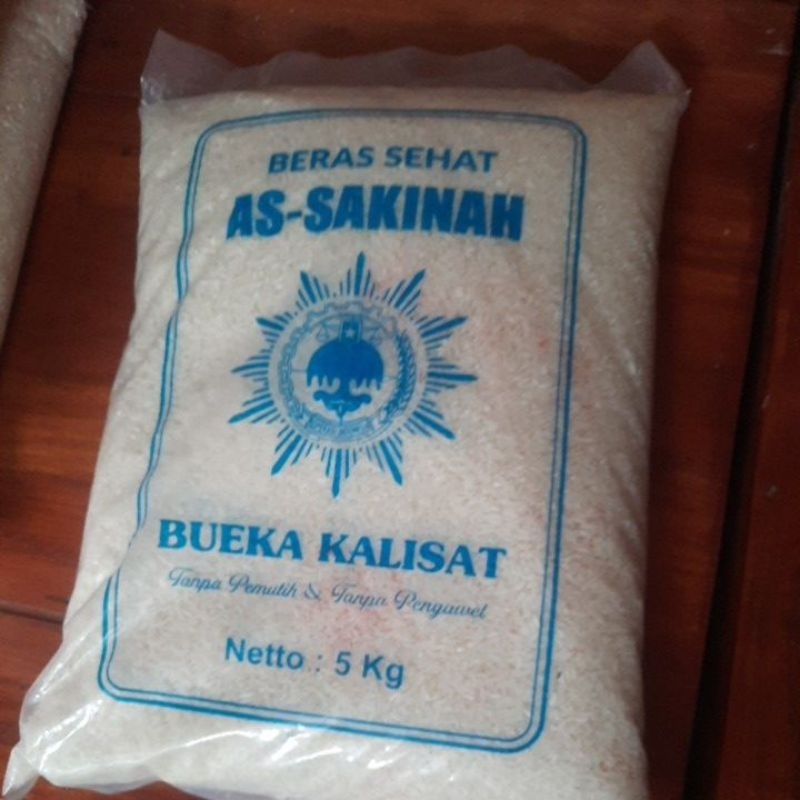 BERAS SEHAT
AS-SAKINAH
BUEKA KALISAT
Tanpa Pemutih & Tanpa Pengawet
Netto : 5 Kg